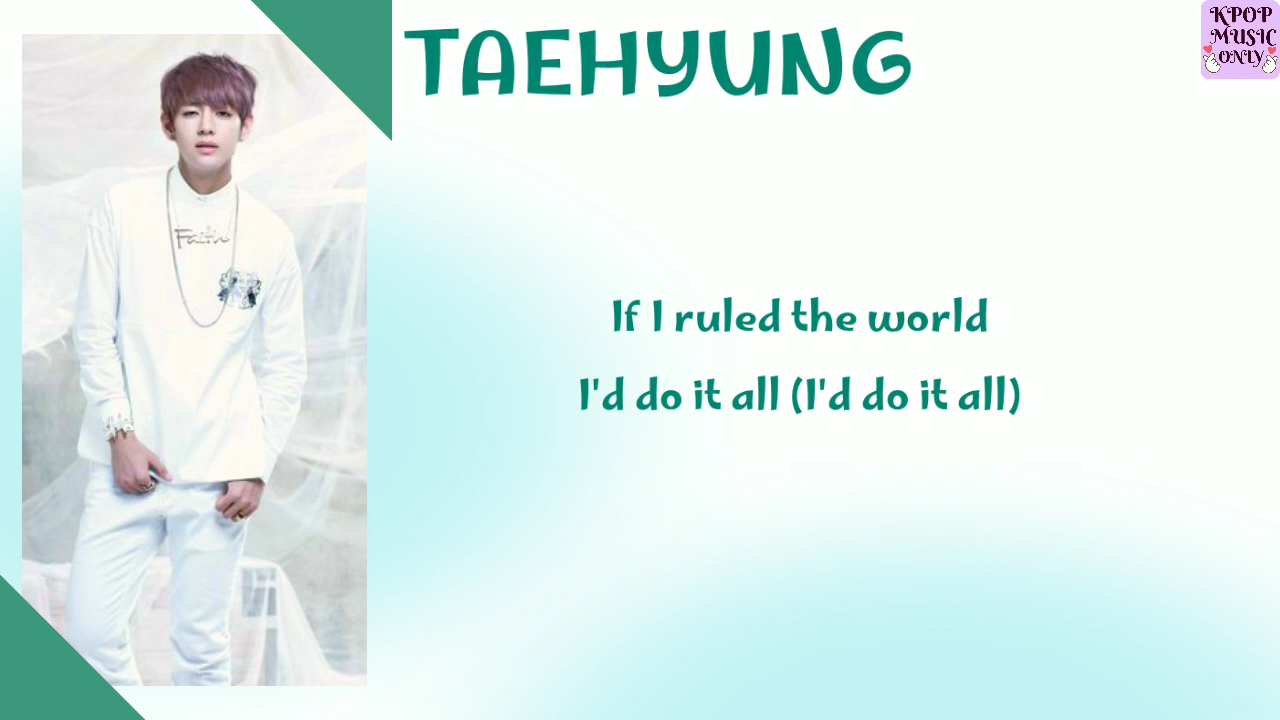 TAEHYUNG
KPOP
MUSIC
ONLY
Faith
If I ruled the world
I'd do it all (I'd do it all)